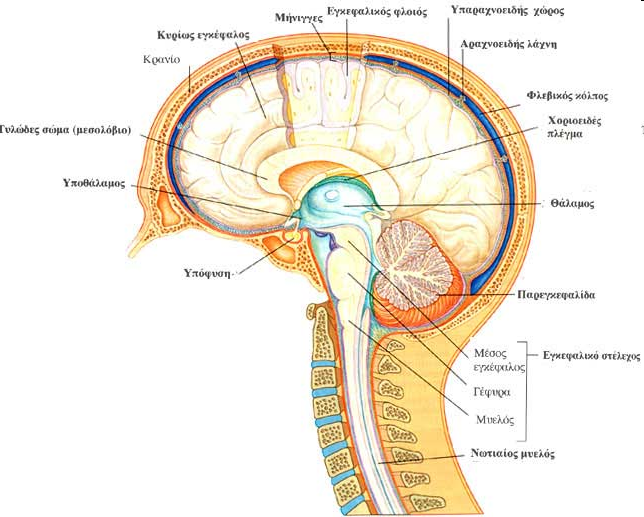 Μήνιγγες
Εγκεφαλικός φλοιός
Υπαραχνοειδής χώρος
Κυρίως εγκέφαλος
Αραχνοειδής λάχνη
Κρανίο
Φλεβικός κόλπος
Χοριοειδές
πλέγμα
Τυλώδες σώμα (μεσολόβιο)
Υποθάλαμος
Θάλαμος
Υπόφυση
Παρεγκεφαλίδα
Μέσος
εγκέφαλος
Εγκεφαλικό στέλεχος
Γέφυρα
Μυελός
Νωτιαίος μυελός